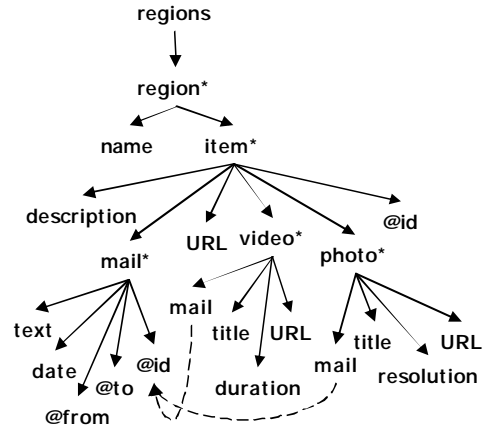 regions
region*
name item*
description @id
URL video*
mail* photo*
mail
text title URL title URL
date @id mail
@to duration resolution
@from